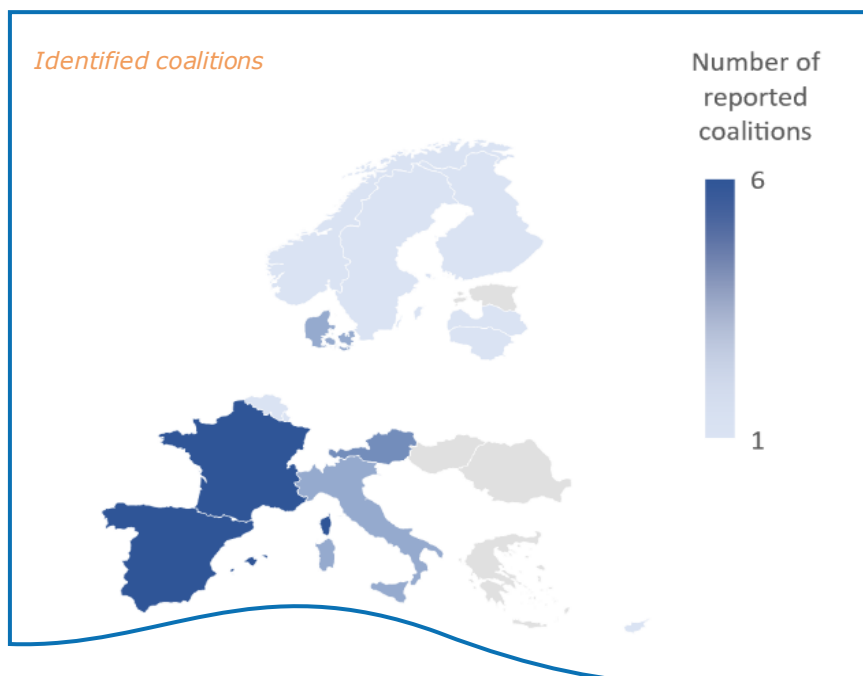 Identified coalitions
Number of
reported
coalitions
6
1